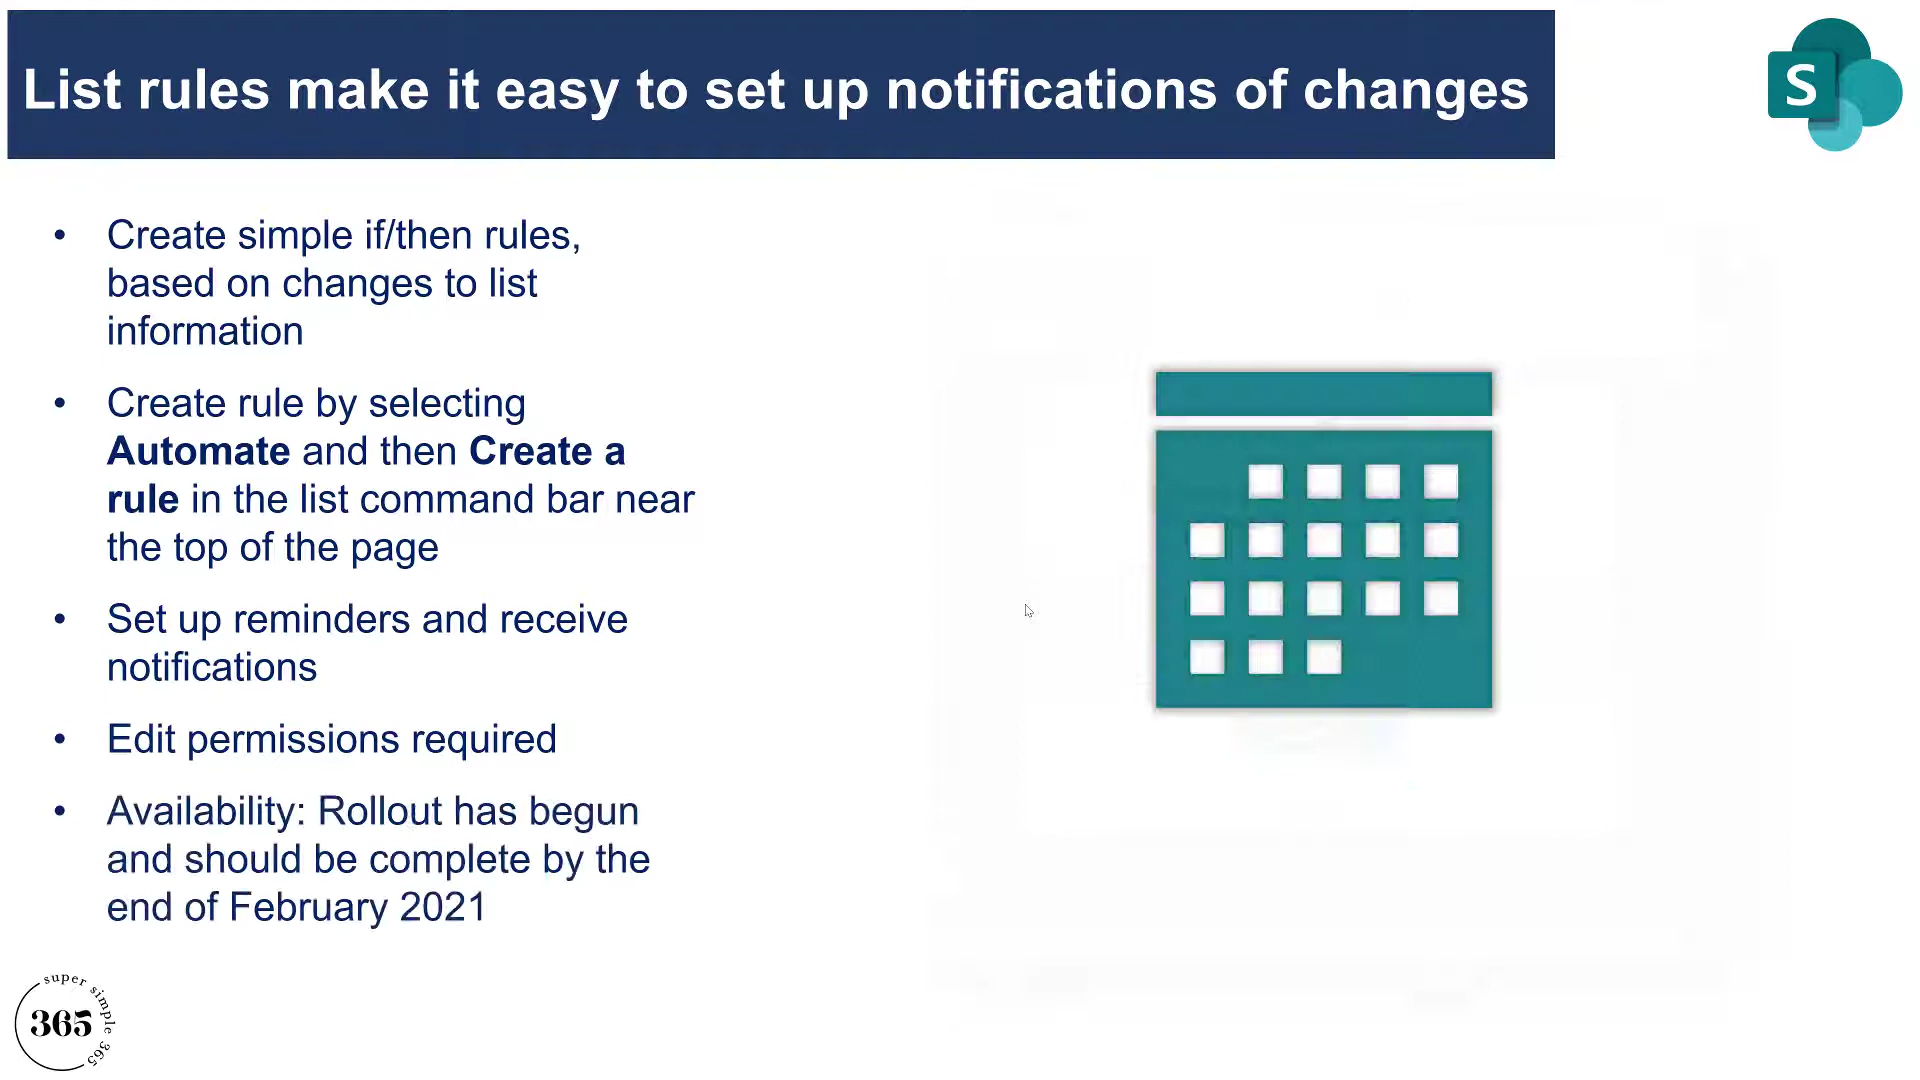 List rules make it easy to set up notifications of changes
S
• Create simple if/then rules,
based on changes to list
information
• Create rule by selecting
Automate and then Create a
rule in the list command bar near
the top of the page
• Set up reminders and receive
notifications
• Edit permissions required
• Availability: Rollout has begun
and should be complete by the
end of February 2021
super simple 365
365